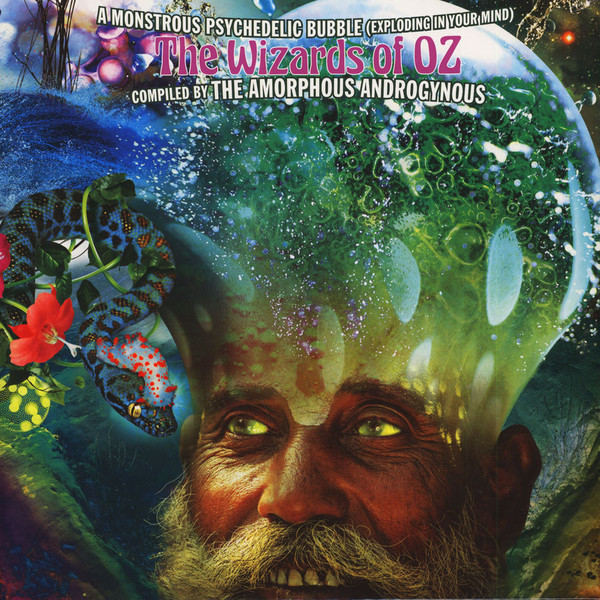 A MONSTROUS PSYCHEDELIC BUBBLE (EXPLODING IN YOUR MIND)
The Wizards of OZ
COMPILED BY THE AMORPHOUS ANDROGYNOUS